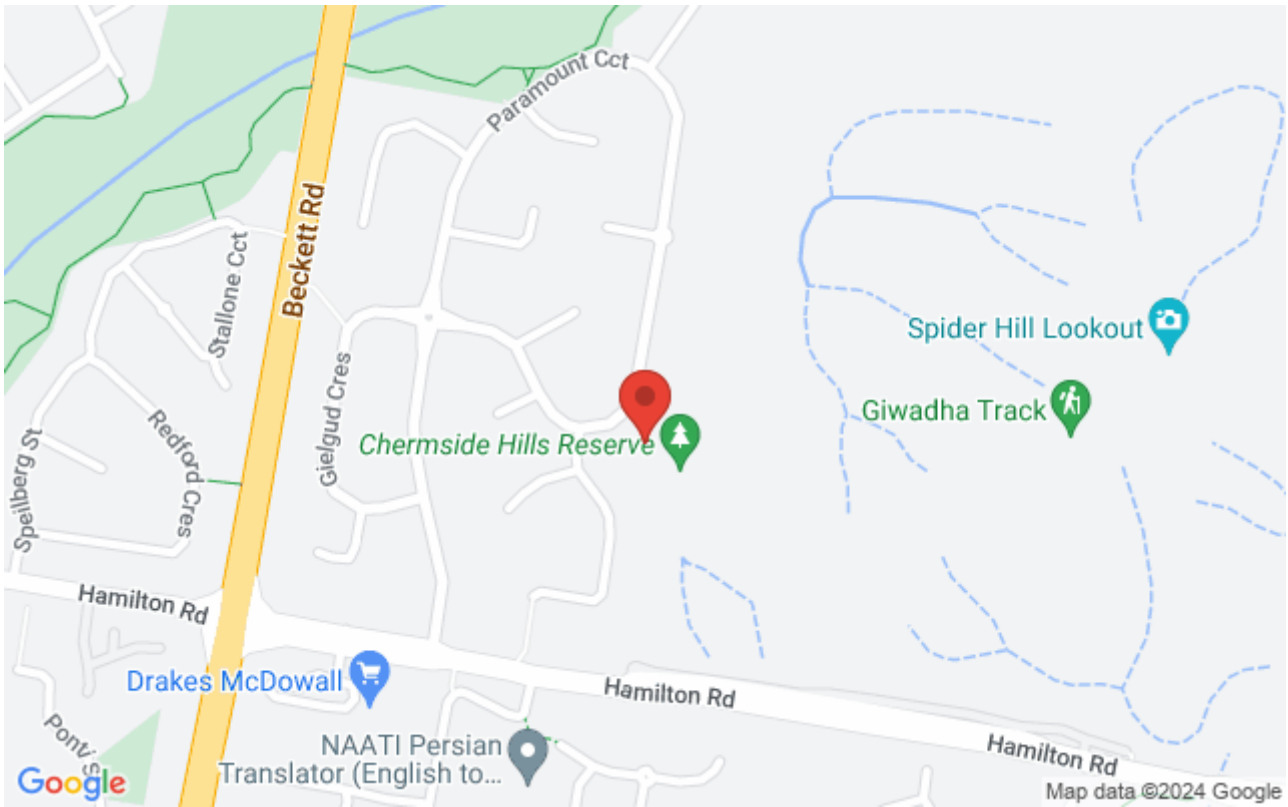 Paramount Cct
Beckett Rd
Stallone Cct
Spider Hill Lookout
Gielgud Cres
Giwadha Track
Redford Cres
Chermside Hills Reserve
Speilberg St
Hamilton Rd
Drakes McDowall
Hamilton Rd
NAATI Persian
Translator (English to...
Hamilton Rd
Google
Map data ©2024 Google